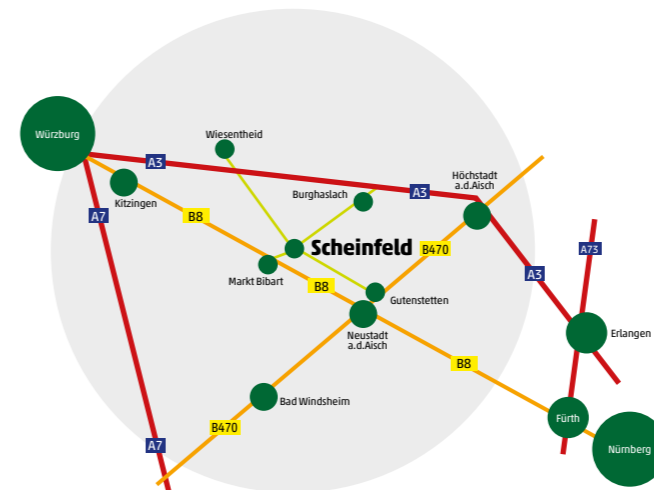 Würzburg
Wiesentheid
A3
Höchstadt
a.d.Aisch
Kitzingen
Burghaslach
A3
A7
B8
Scheinfeld
B470
A73
Markt Bibart
B8
A3
Gutenstetten
Neustadt
a.d.Aisch
Erlangen
B8
Bad Windsheim
B470
Fürth
A7
Nürnberg